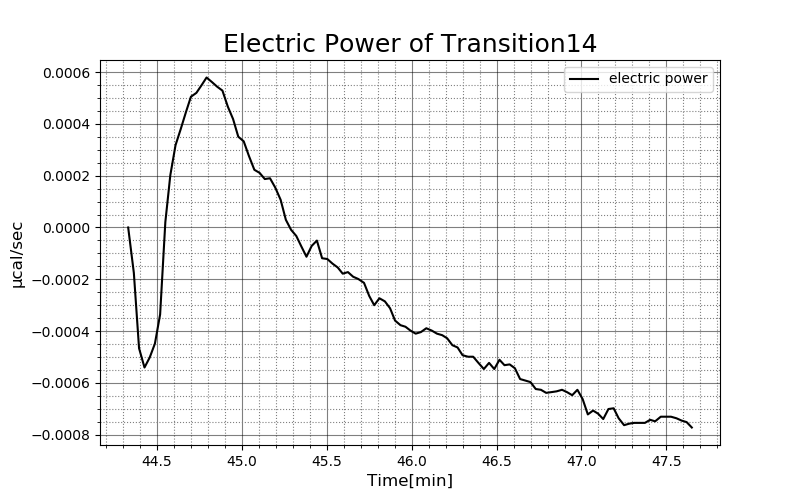 Electric Power of Transition14
electric power
0.0006
0.0004
0.0002
0.0000
−0.0002
−0.0004
−0.0006
−0.0008
μcal/sec
44.5 45.0 45.5 46.0 46.5 47.0 47.5
Time[min]